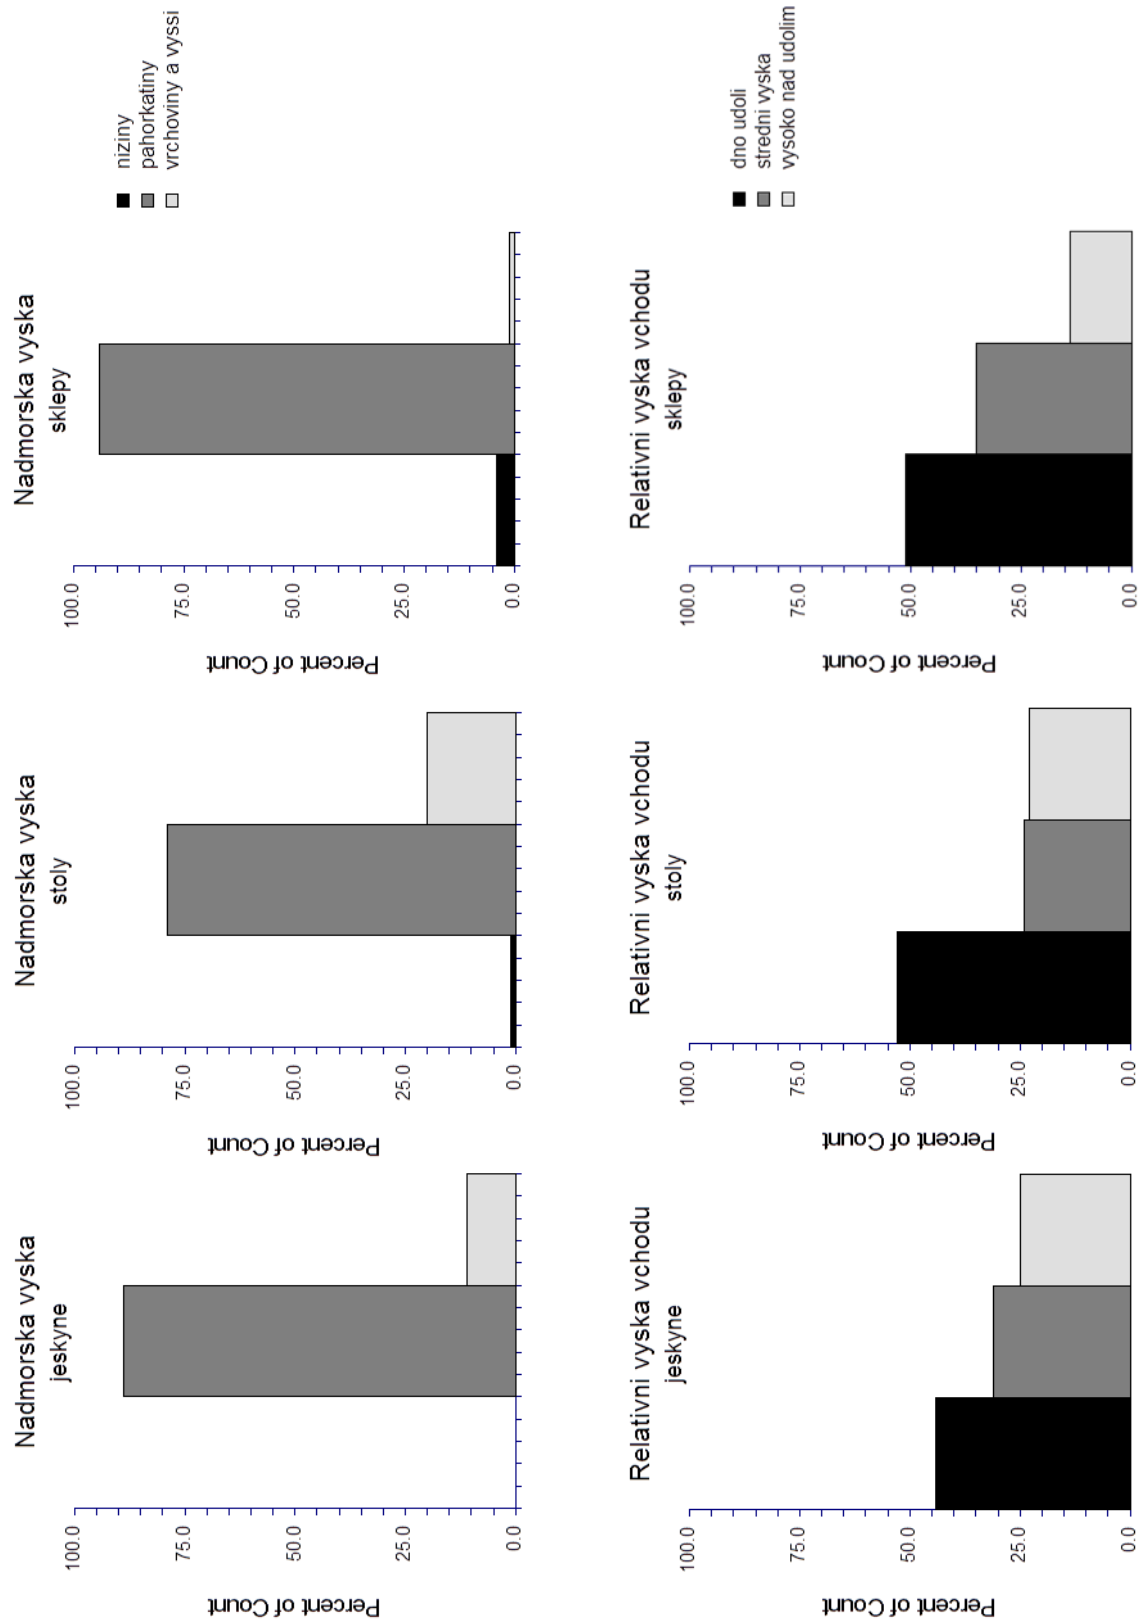 Nadmorska vyska
jeskyne
Percent of Count
100.0
75.0
50.0
25.0
0.0
Nadmorska vyska
stoly
Percent of Count
100.0
75.0
50.0
25.0
0.0
Nadmorska vyska
sklepy
Percent of Count
100.0
75.0
50.0
25.0
0.0
niziny
pahorkatiny
vrchoviny a vyssi
Relativni vyska vchodu
jeskyne
Percent of Count
100.0
75.0
50.0
25.0
0.0
Relativni vyska vchodu
stoly
Percent of Count
100.0
75.0
50.0
25.0
0.0
Relativni vyska vchodu
sklepy
Percent of Count
100.0
75.0
50.0
25.0
0.0
dno udoli
stredni vyska
vysoko nad udolim